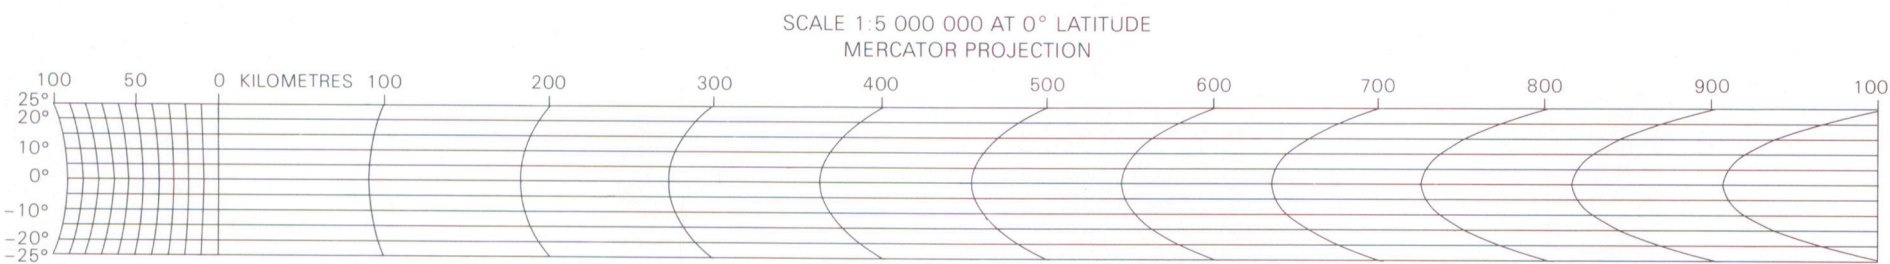 SCALE 1:5 000 000 AT 0° LATITUDE
MERCATOR PROJECTION
100 50 0 KILOMETRES 100 200 300 400 500 600 700 800 900 100
25°
20°
10°
0°
-10°
-20°
-25°